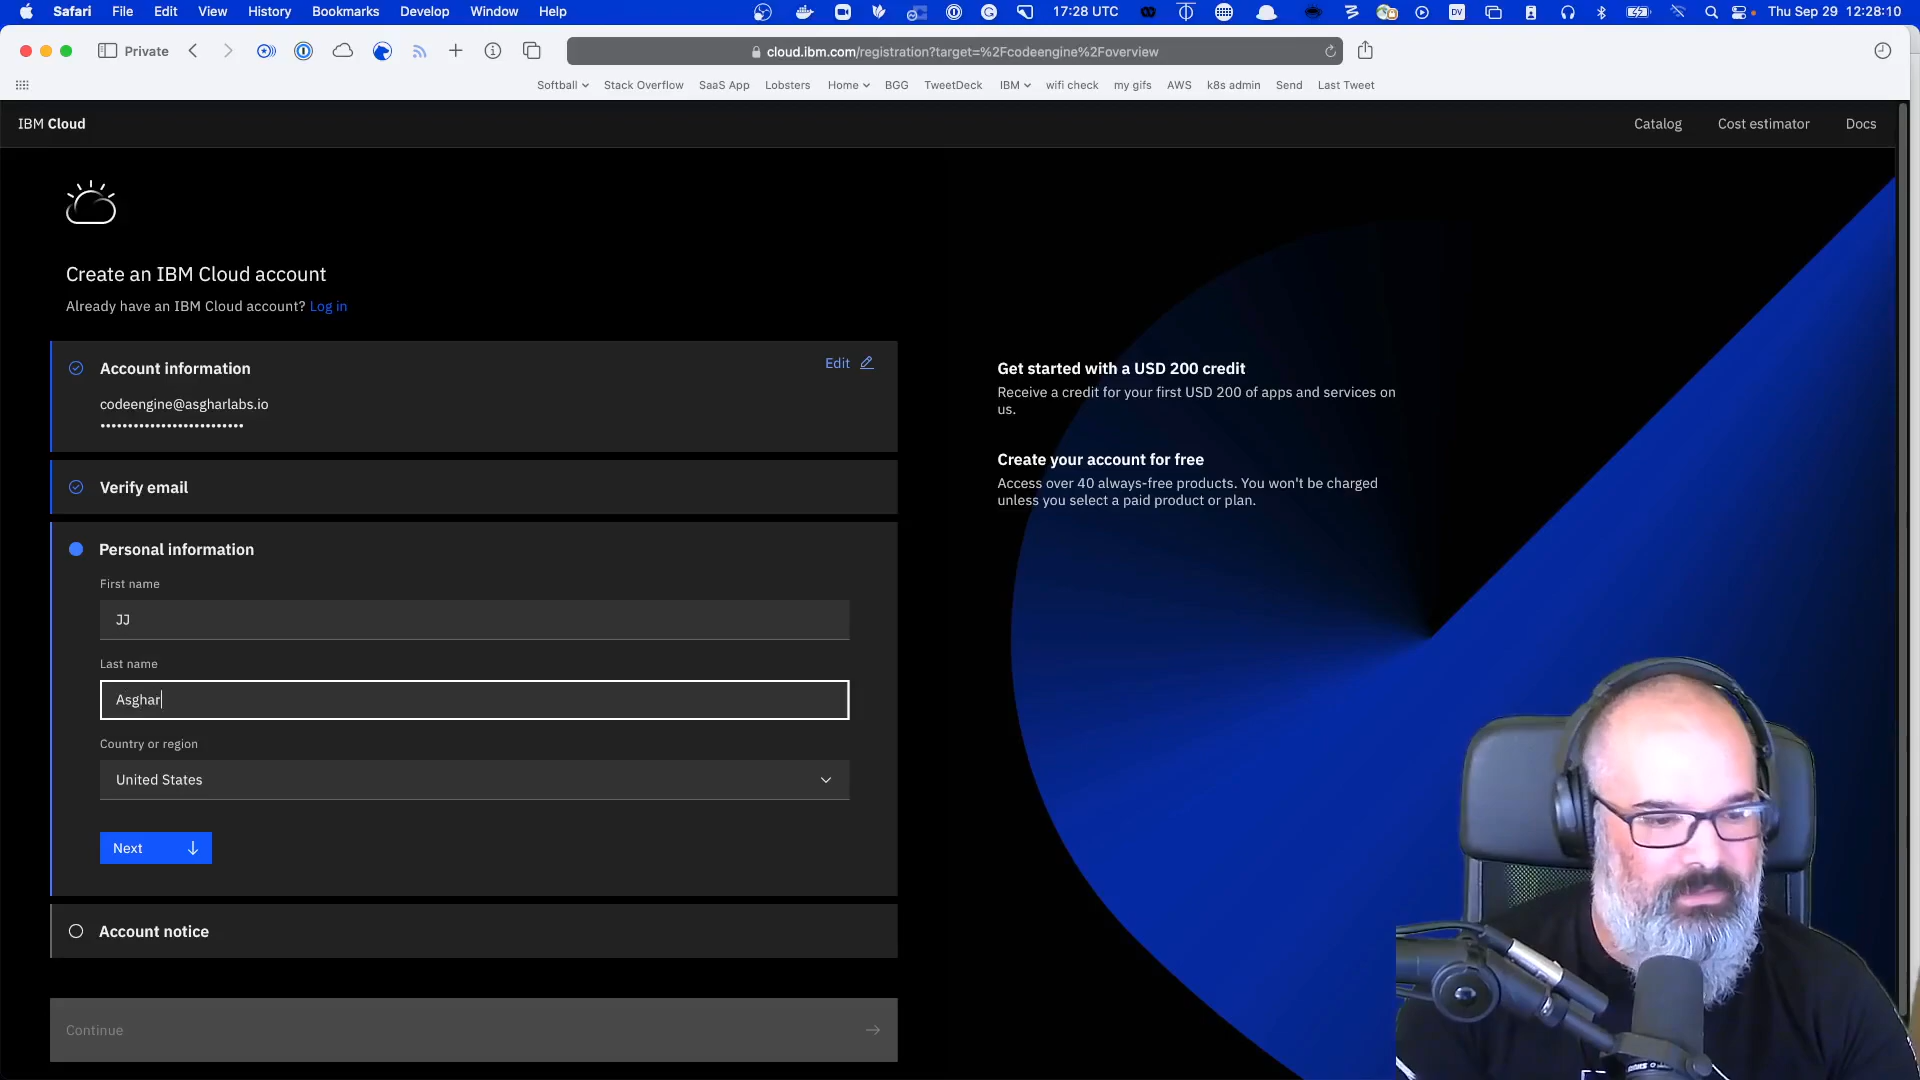 Safari File Edit View History Bookmarks Develop Window Help 17:28 UTC DV Thu Sep 29 12:28:10
Private cloud.ibm.com/registration?target=%2Fcodeengine%2Foverview
Softball Stack Overflow SaaS App Lobsters Home BGG TweetDeck IBM wifi check my gifs AWS k8s admin Send Last Tweet
IBM Cloud Catalog Cost estimator Docs
Create an IBM Cloud account
Already have an IBM Cloud account? Log in
Account information Edit
codeengine@asgharlabs.io
••••••••••••••••••••••••••
Verify email
Personal information
First name
JJ
Last name
Asghar
Country or region
United States
Next
Account notice
Continue
Get started with a USD 200 credit
Receive a credit for your first USD 200 of apps and services on
us.
Create your account for free
Access over 40 always-free products. You won't be charged
unless you select a paid product or plan.